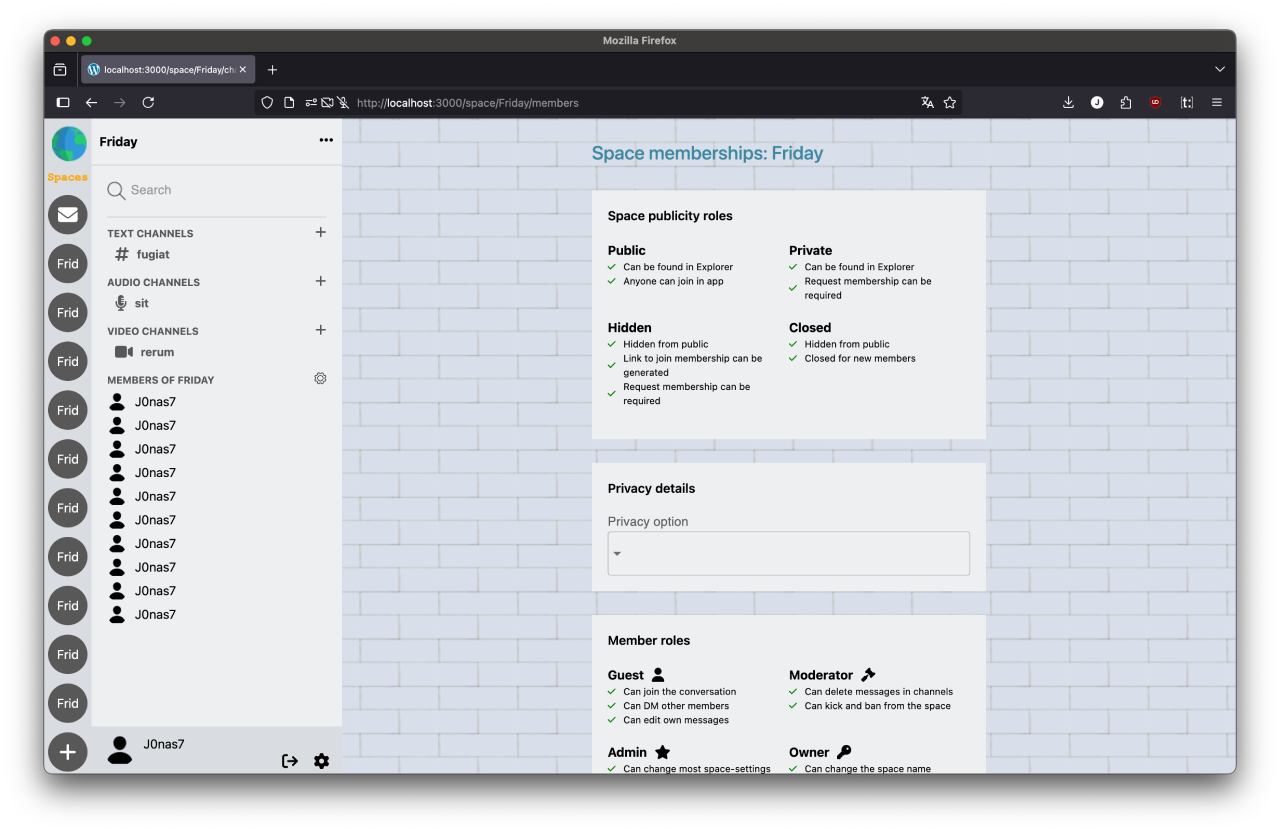 Mozilla Firefox
localhost:3000/space/Friday/ch
http://localhost:3000/space/Friday/members
Spaces
Frid
Frid
Frid
Frid
Frid
Frid
Frid
Frid
Frid
Frid
Friday
Search
TEXT CHANNELS
fugiat
AUDIO CHANNELS
sit
VIDEO CHANNELS
rerum
MEMBERS OF FRIDAY
J0nas7
J0nas7
J0nas7
J0nas7
J0nas7
J0nas7
J0nas7
J0nas7
J0nas7
J0nas7
J0nas7
Space memberships: Friday
Space publicity roles
Public
Can be found in Explorer
Anyone can join in app
Private
Can be found in Explorer
Request membership can be
required
Hidden
Hidden from public
Link to join membership can be
generated
Request membership can be
required
Closed
Hidden from public
Closed for new members
Privacy details
Privacy option
Member roles
Guest
Can join the conversation
Can DM other members
Can edit own messages
Moderator
Can delete messages in channels
Can kick and ban from the space
Admin
Can change most space-settings
Owner
Can change the space name